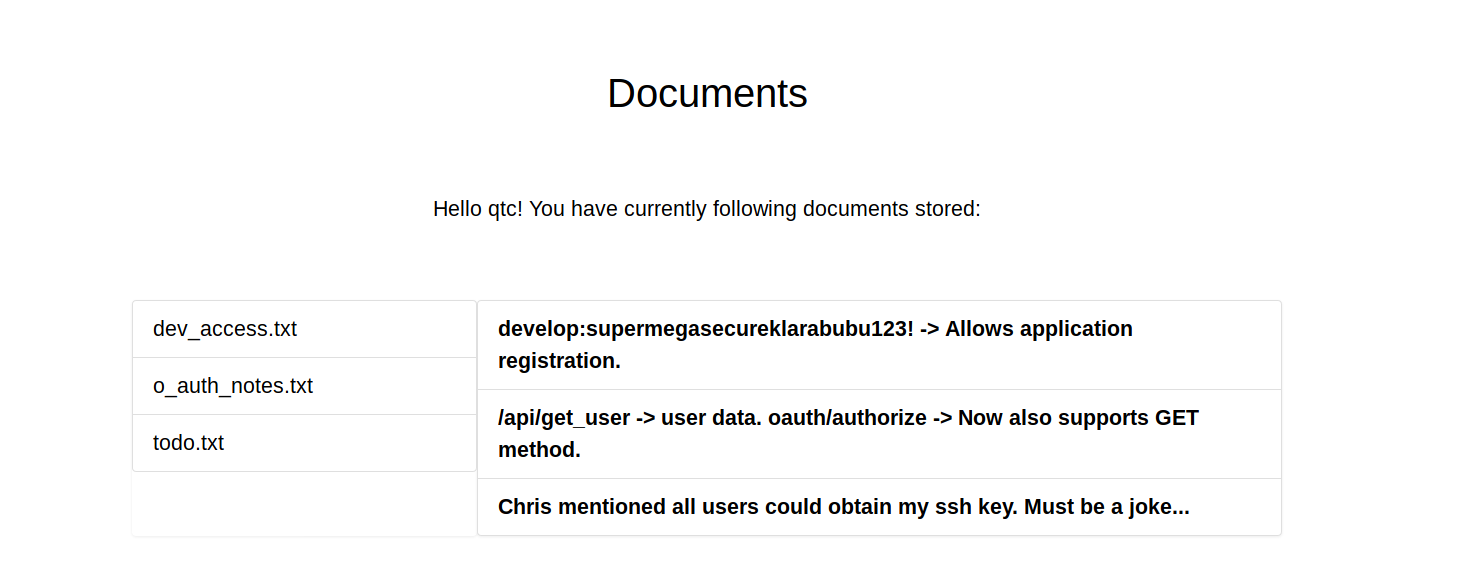 Documents
Hello qtc! You have currently following documents stored:
dev_access.txt
o_auth_notes.txt
todo.txt
develop:supermegasecureklarabubu123! -> Allows application
registration.
/api/get_user -> user data. oauth/authorize -> Now also supports GET
method.
Chris mentioned all users could obtain my ssh key. Must be a joke...